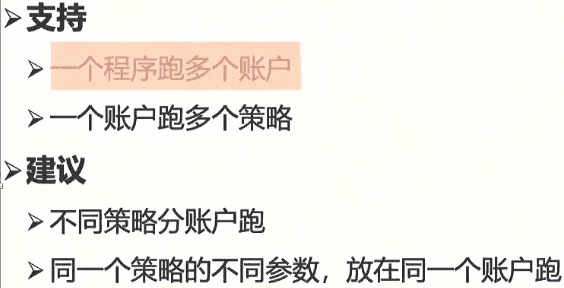 支持
一个程序跑多个账户
一个账户跑多个策略
建议
不同策略分账户跑
同一个策略的不同参数，放在同一个账户跑